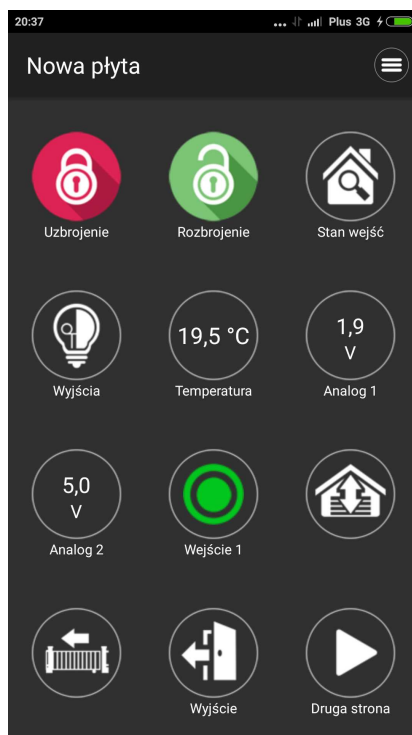 20:37
... Plus 3G
Nowa płyta
Uzbrojenie
Rozbrojenie
Stan wejść
Wyjścia
19,5 °C
Temperatura
1,9
V
Analog 1
5,0
V
Analog 2
Wejście 1
Wyjście
Druga strona